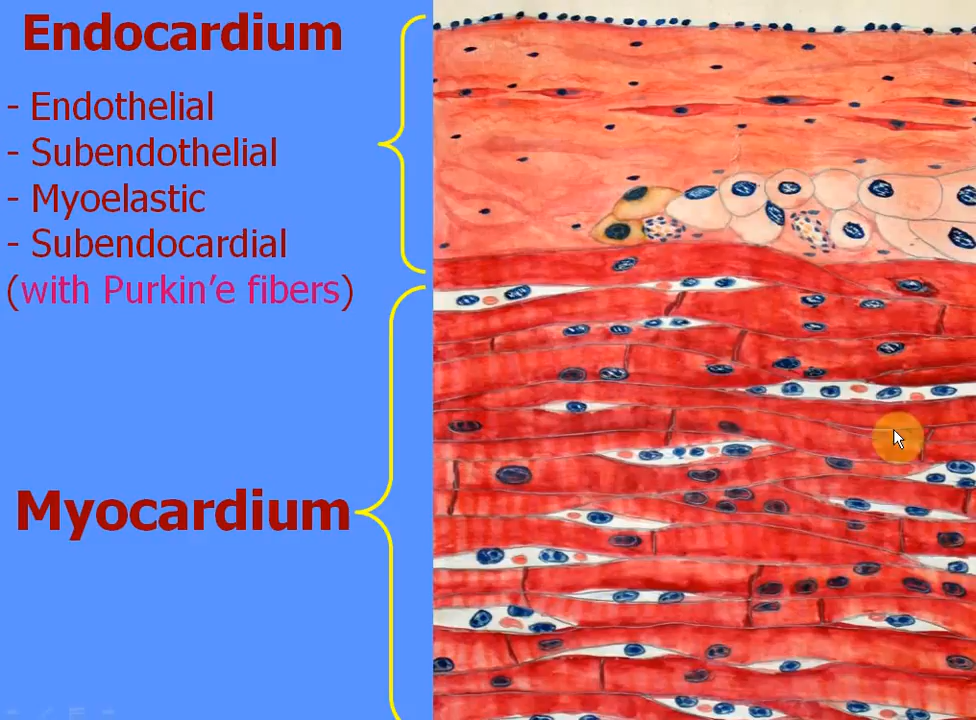 Endocardium
- Endothelial
- Subendothelial
- Myoelastic
- Subendocardial
(with Purkin’e fibers)
Myocardium